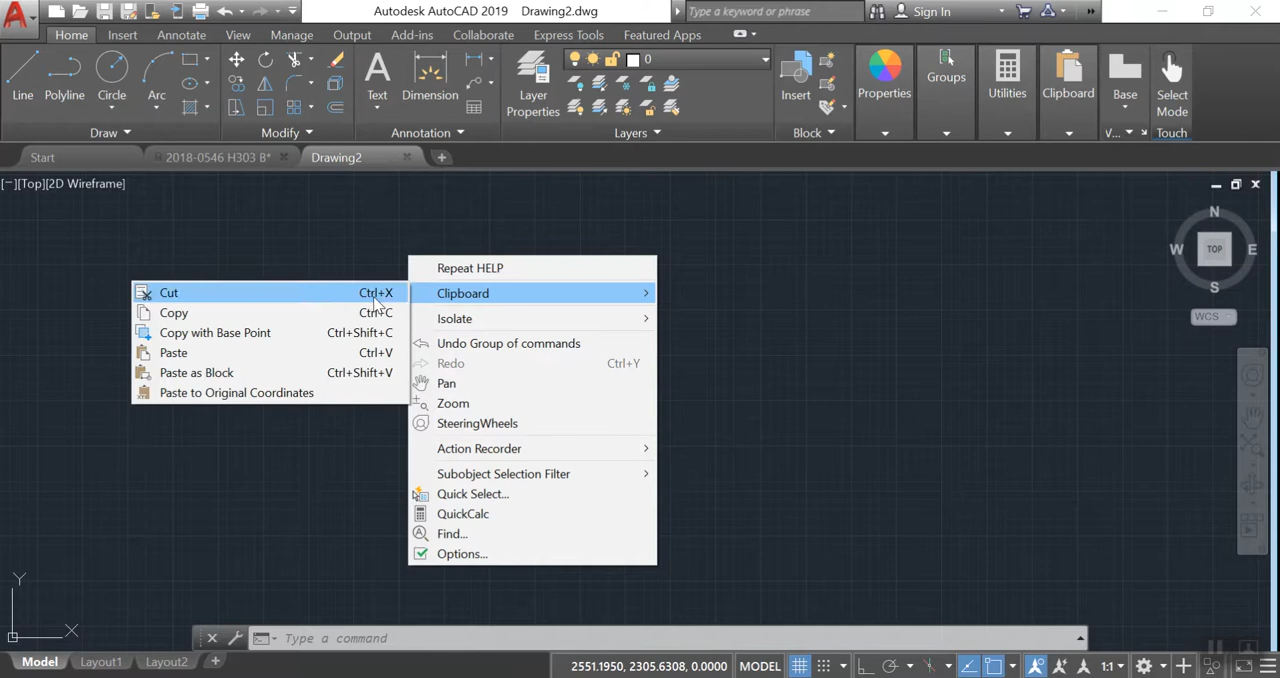 Autodesk AutoCAD 2019 Drawing2.dwg
Type a keyword or phrase
Sign In
Home Insert Annotate View Manage Output Add-ins Collaborate Express Tools Featured Apps
Line Polyline Circle Arc
Text Dimension
Layer
Properties
0
Insert
Properties
Groups
Utilities
Clipboard
Base
Select
Mode
Draw Modify Annotation Layers Block V... Touch
Start 2018-0546 H303 B* Drawing2
[−][Top][2D Wireframe]
N
W TOP E
S
WCS
Repeat HELP
Clipboard
Isolate
Undo Group of commands
Redo Ctrl+Y
Pan
Zoom
SteeringWheels
Action Recorder
Subobject Selection Filter
Quick Select...
QuickCalc
Find...
Options...
Cut Ctrl+X
Copy Ctrl+C
Copy with Base Point Ctrl+Shift+C
Paste Ctrl+V
Paste as Block Ctrl+Shift+V
Paste to Original Coordinates
Y
X
Type a command
Model Layout1 Layout2
2551.1950, 2305.6308, 0.0000 MODEL 1:1